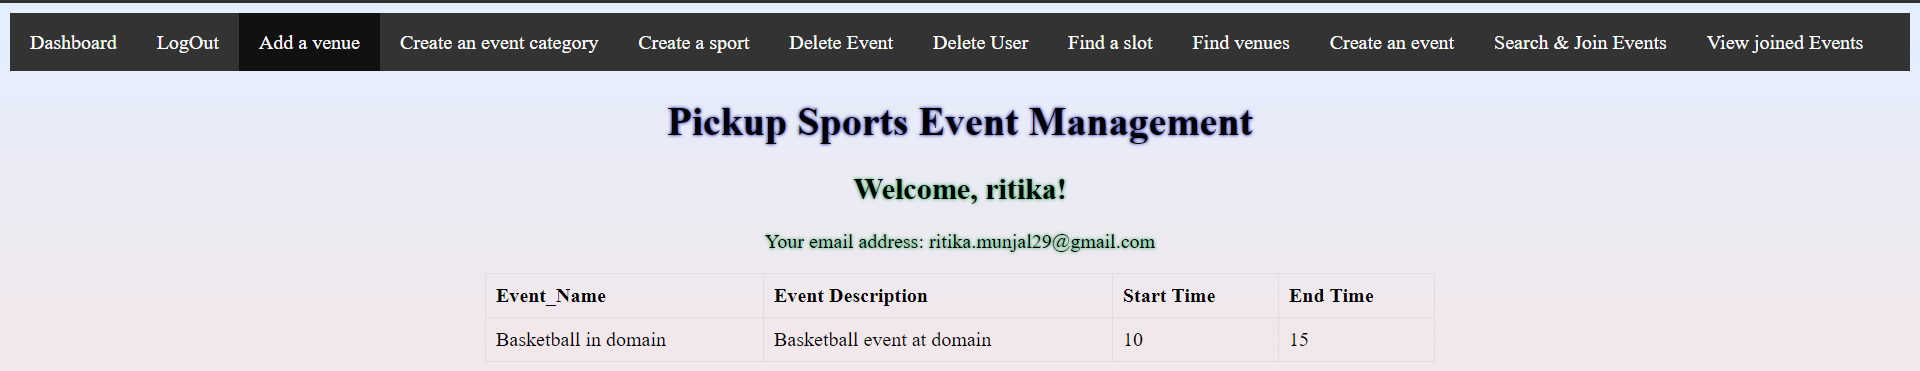 Dashboard LogOut Add a venue Create an event category Create a sport Delete Event Delete User Find a slot Find venues Create an event Search & Join Events View joined Events
Pickup Sports Event Management
Welcome, ritika!
Your email address: ritika.munjal29@gmail.com
Event_Name Event Description Start Time End Time
Basketball in domain Basketball event at domain 10 15